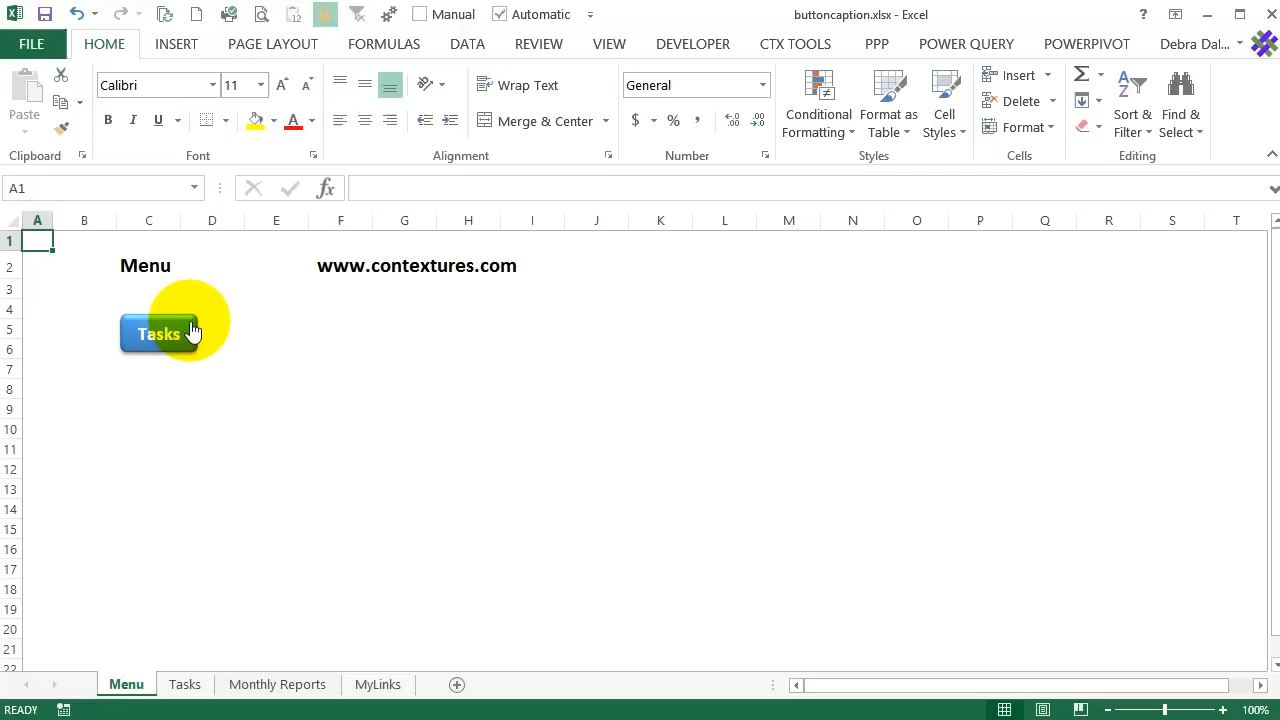 Manual
Automatic
buttoncaption.xlsx - Excel
?
FILE
HOME
INSERT
PAGE LAYOUT
FORMULAS
DATA
REVIEW
VIEW
DEVELOPER
CTX TOOLS
PPP
POWER QUERY
POWERPIVOT
Debra Dal...
Paste
Clipboard
Calibri
11
B I U
Font
Wrap Text
Merge & Center
Alignment
General
$ % ,
Number
Conditional
Formatting
Format as
Table
Cell
Styles
Styles
Insert
Delete
Format
Cells
Sort &
Filter
Find &
Select
Editing
A1
fx
A B C D E F G H I J K L M N O P Q R S T
1
2
3
4
5
6
7
8
9
10
11
12
13
14
15
16
17
18
19
20
21
22
Menu
www.contextures.com
Tasks
Menu
Tasks
Monthly Reports
MyLinks
READY
100%